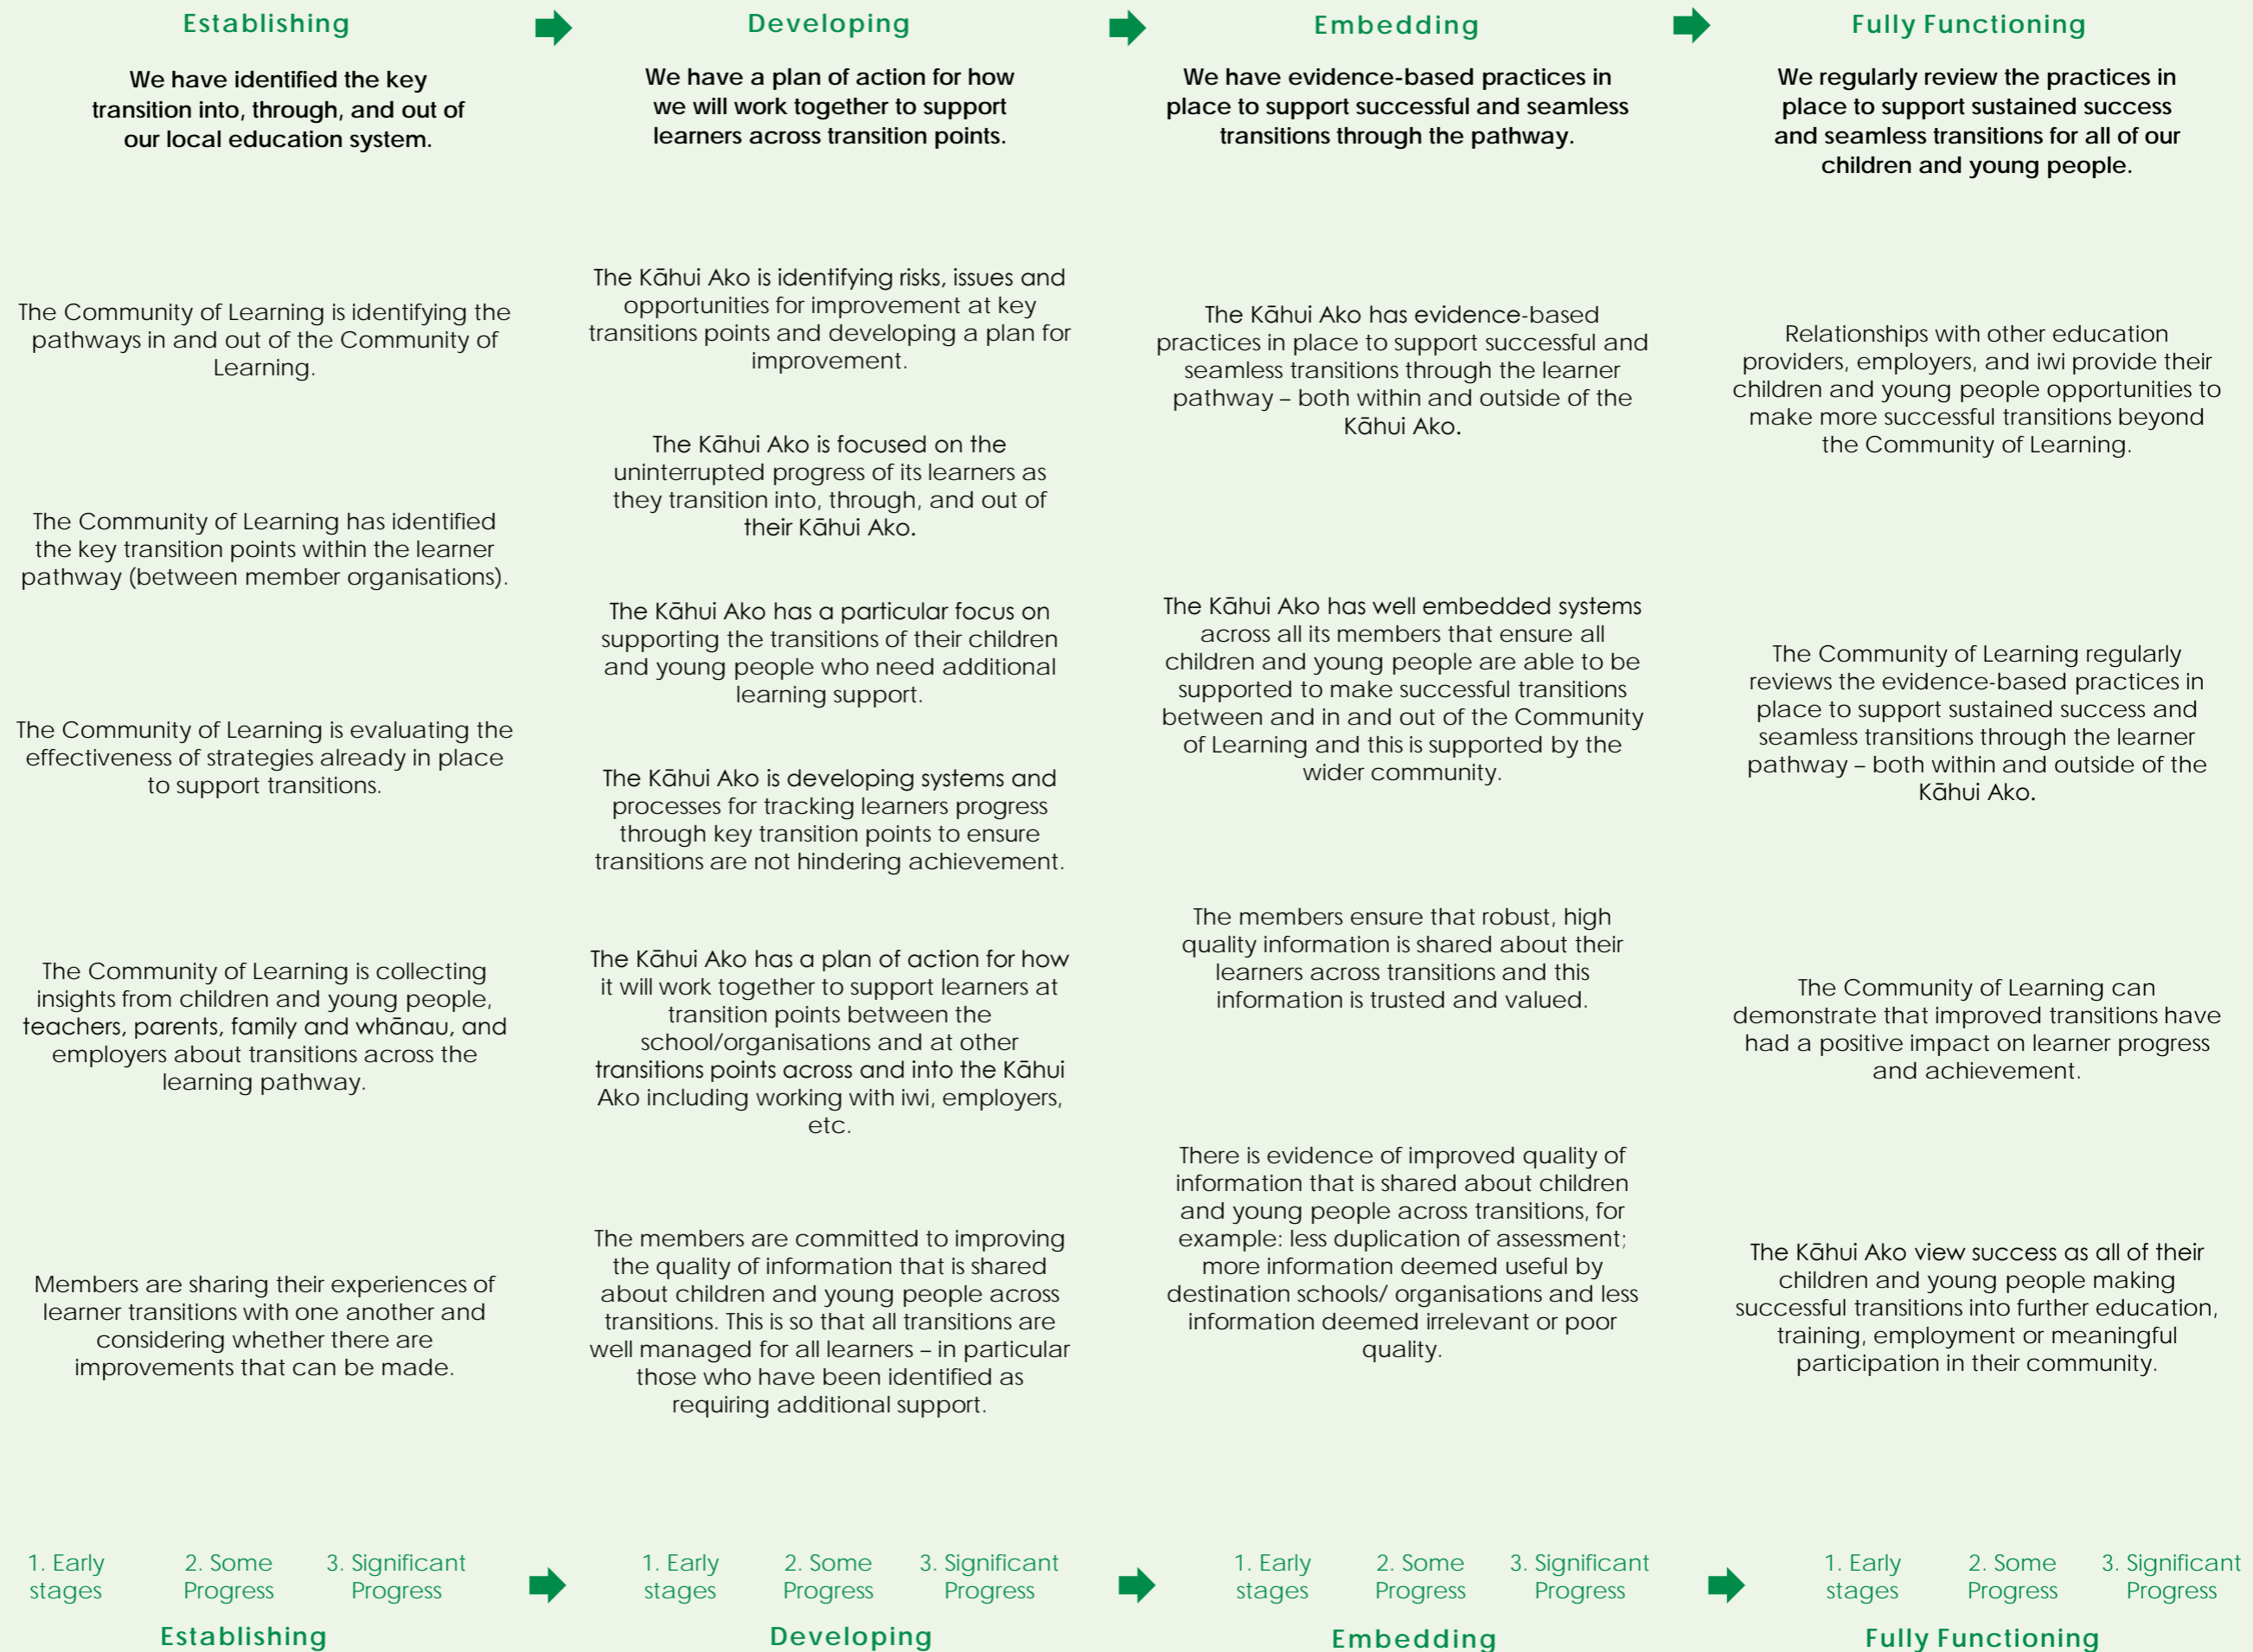 Establishing
We have identified the key
transition into, through, and out of
our local education system.
The Community of Learning is identifying the
pathways in and out of the Community of
Learning.
The Community of Learning has identified
the key transition points within the learner
pathway (between member organisations).
The Community of Learning is evaluating the
effectiveness of strategies already in place
to support transitions.
The Community of Learning is collecting
insights from children and young people,
teachers, parents, family and whānau, and
employers about transitions across the
learning pathway.
Members are sharing their experiences of
learner transitions with one another and
considering whether there are
improvements that can be made.
1. Early
stages
2. Some
Progress
3. Significant
Progress
Establishing
Developing
We have a plan of action for how
we will work together to support
learners across transition points.
The Kāhui Ako is identifying risks, issues and
opportunities for improvement at key
transitions points and developing a plan for
improvement.
The Kāhui Ako is focused on the
uninterrupted progress of its learners as
they transition into, through, and out of
their Kāhui Ako.
The Kāhui Ako has a particular focus on
supporting the transitions of their children
and young people who need additional
learning support.
The Kāhui Ako is developing systems and
processes for tracking learners progress
through key transition points to ensure
transitions are not hindering achievement.
The Kāhui Ako has a plan of action for how
it will work together to support learners at
transition points between the
school/organisations and at other
transitions points across and into the Kāhui
Ako including working with iwi, employers,
etc.
The members are committed to improving
the quality of information that is shared
about children and young people across
transitions. This is so that all transitions are
well managed for all learners – in particular
those who have been identified as
requiring additional support.
1. Early
stages
2. Some
Progress
3. Significant
Progress
Developing
Embedding
We have evidence-based practices in
place to support successful and seamless
transitions through the pathway.
The Kāhui Ako has evidence-based
practices in place to support successful and
seamless transitions through the learner
pathway – both within and outside of the
Kāhui Ako.
The Kāhui Ako has well embedded systems
across all its members that ensure all
children and young people are able to be
supported to make successful transitions
between and in and out of the Community
of Learning and this is supported by the
wider community.
The members ensure that robust, high
quality information is shared about their
learners across transitions and this
information is trusted and valued.
There is evidence of improved quality of
information that is shared about children
and young people across transitions, for
example: less duplication of assessment;
more information deemed useful by
destination schools/ organisations and less
information deemed irrelevant or poor
quality.
1. Early
stages
2. Some
Progress
3. Significant
Progress
Embedding
Fully Functioning
We regularly review the practices in
place to support sustained success
and seamless transitions for all of our
children and young people.
Relationships with other education
providers, employers, and iwi provide their
children and young people opportunities to
make more successful transitions beyond
the Community of Learning.
The Community of Learning regularly
reviews the evidence-based practices in
place to support sustained success and
seamless transitions through the learner
pathway – both within and outside of the
Kāhui Ako.
The Community of Learning can
demonstrate that improved transitions have
had a positive impact on learner progress
and achievement.
The Kāhui Ako view success as all of their
children and young people making
successful transitions into further education,
training, employment or meaningful
participation in their community.
1. Early
stages
2. Some
Progress
3. Significant
Progress
Fully Functioning